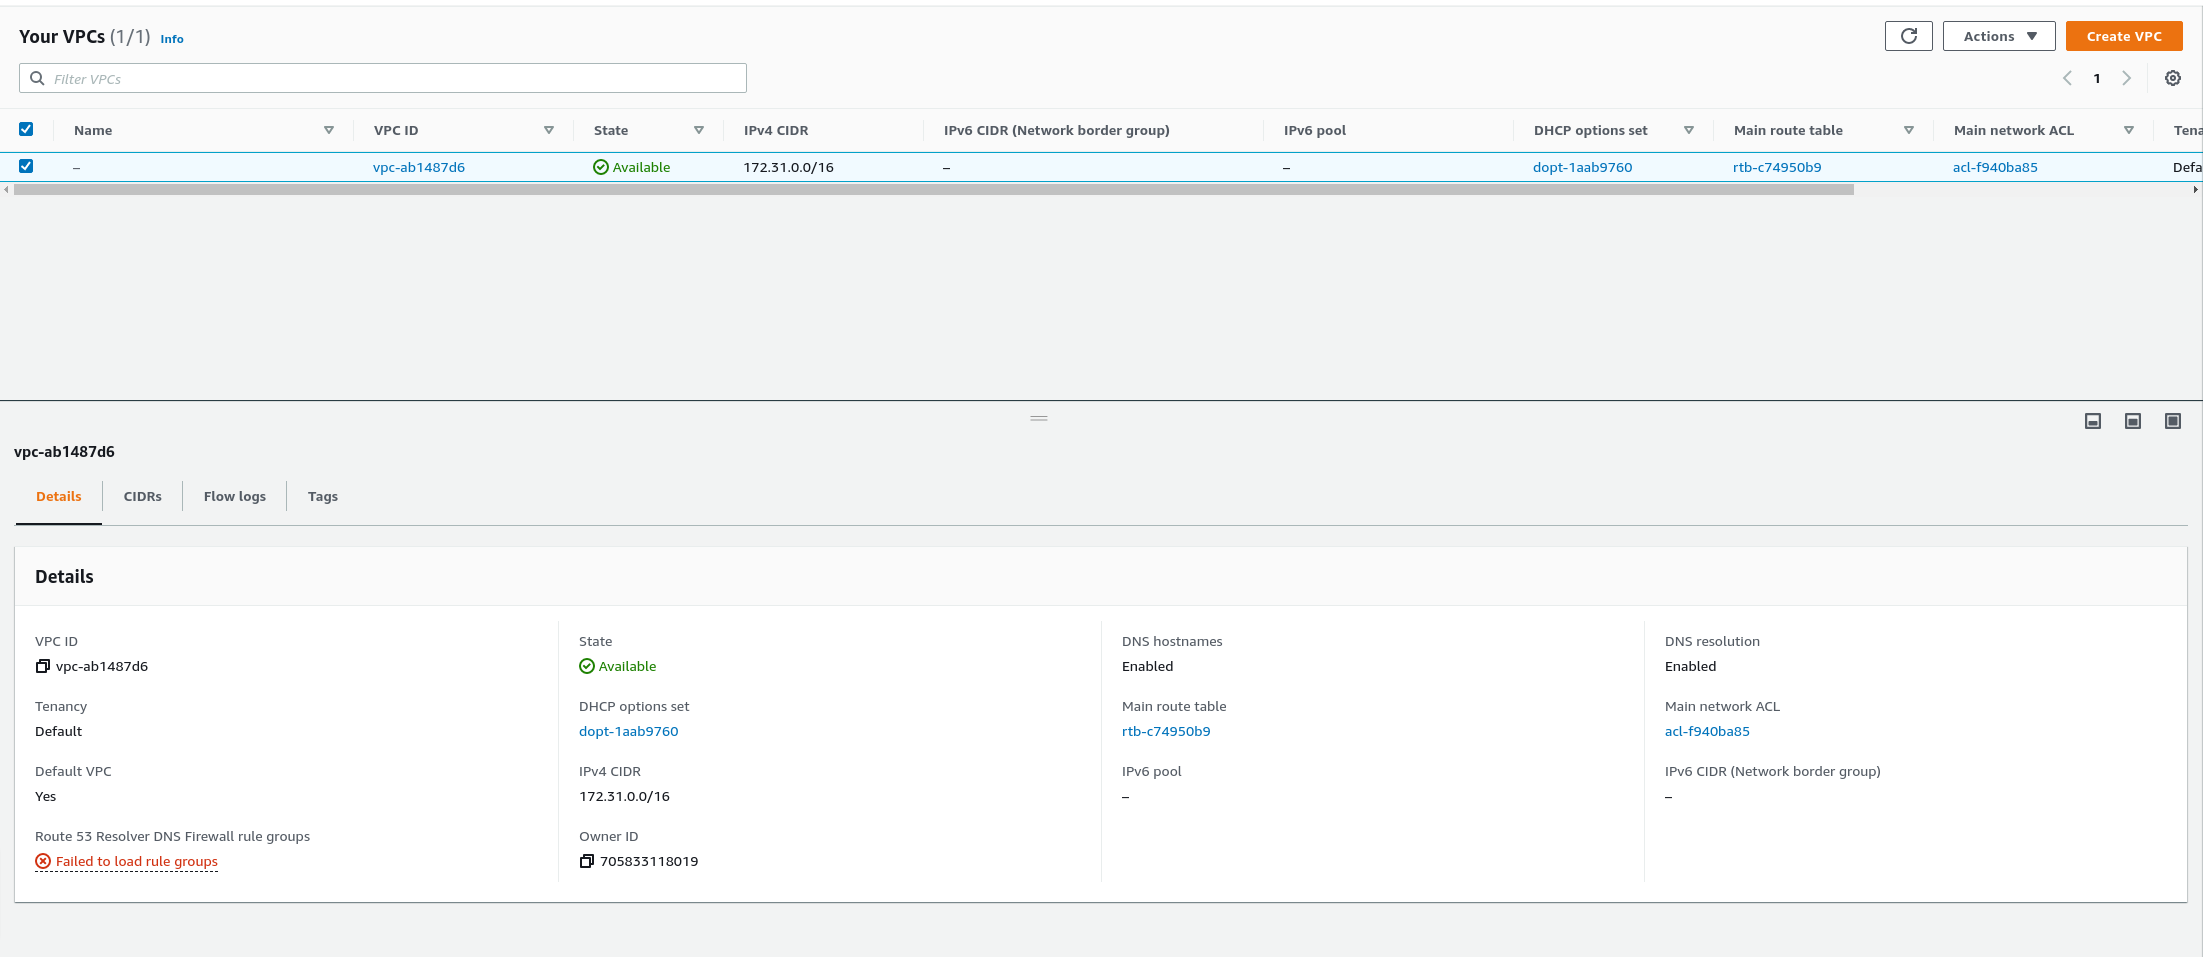 Your VPCs (1/1) Info
Actions Create VPC
Filter VPCs
1
Name VPC ID State IPv4 CIDR IPv6 CIDR (Network border group) IPv6 pool DHCP options set Main route table Main network ACL Tena
– vpc-ab1487d6 Available 172.31.0.0/16 – – dopt-1aab9760 rtb-c74950b9 acl-f940ba85 Defa
vpc-ab1487d6
Details CIDRs Flow logs Tags
Details
VPC ID State DNS hostnames DNS resolution
vpc-ab1487d6 Available Enabled Enabled
Tenancy DHCP options set Main route table Main network ACL
Default dopt-1aab9760 rtb-c74950b9 acl-f940ba85
Default VPC IPv4 CIDR IPv6 pool IPv6 CIDR (Network border group)
Yes 172.31.0.0/16 – –
Route 53 Resolver DNS Firewall rule groups Owner ID
Failed to load rule groups 705833118019